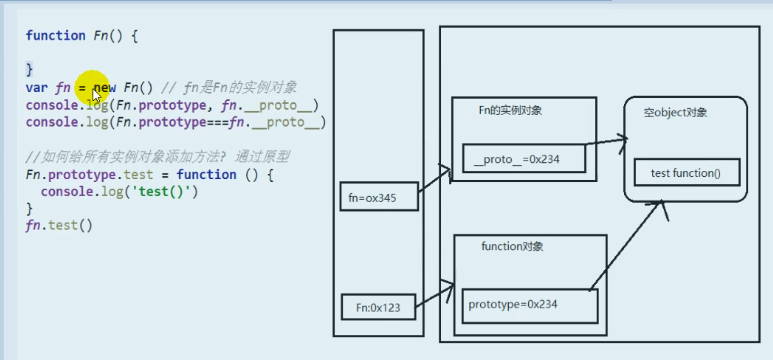 function Fn() {
}
var fn = new Fn() // fn是Fn的实例对象
console.log(Fn.prototype, fn.__proto__)
console.log(Fn.prototype===fn.__proto__)
//如何给所有实例对象添加方法? 通过原型
Fn.prototype.test = function () {
console.log('test()')
}
fn.test()
fn=ox345
Fn:0x123
Fn的实例对象
__proto__=0x234
function对象
prototype=0x234
空object对象
test function()